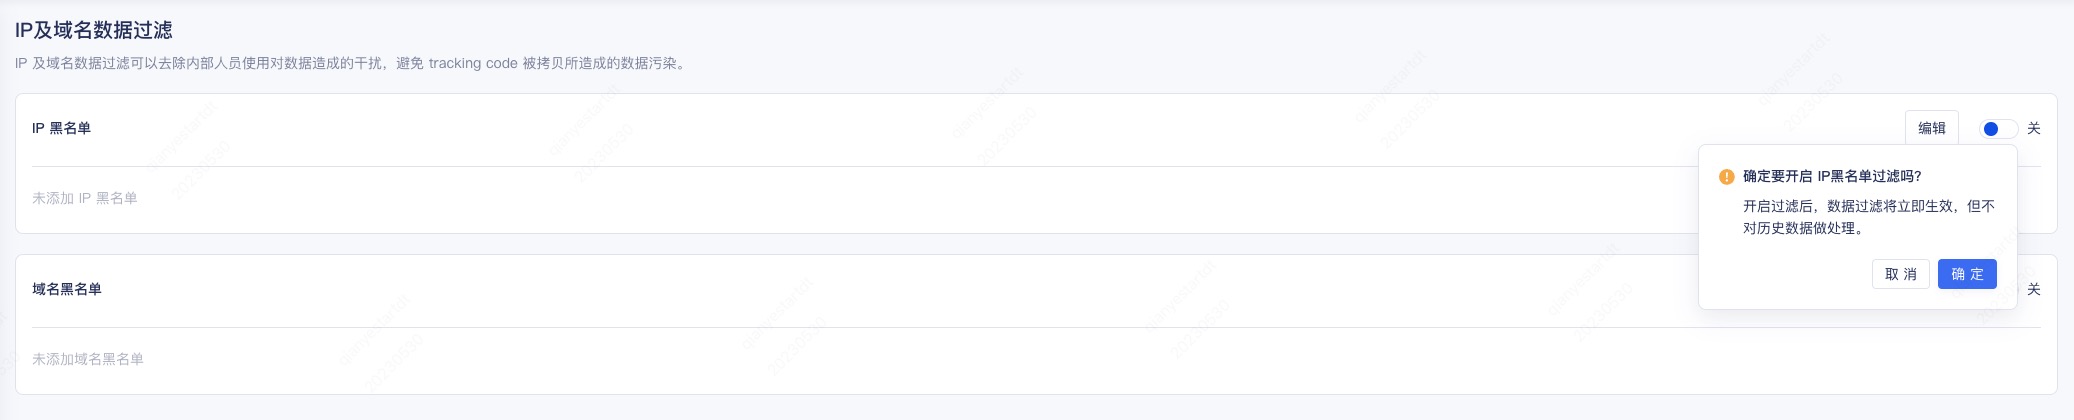 IP及域名数据过滤
IP 及域名数据过滤可以去除内部人员使用对数据造成的干扰，避免 tracking code 被拷贝所造成的数据污染。
IP 黑名单
编辑
关
未添加 IP 黑名单
确定要开启 IP黑名单过滤吗?
开启过滤后，数据过滤将立即生效，但不
对历史数据做处理。
取 消
确 定
域名黑名单
关
未添加域名黑名单